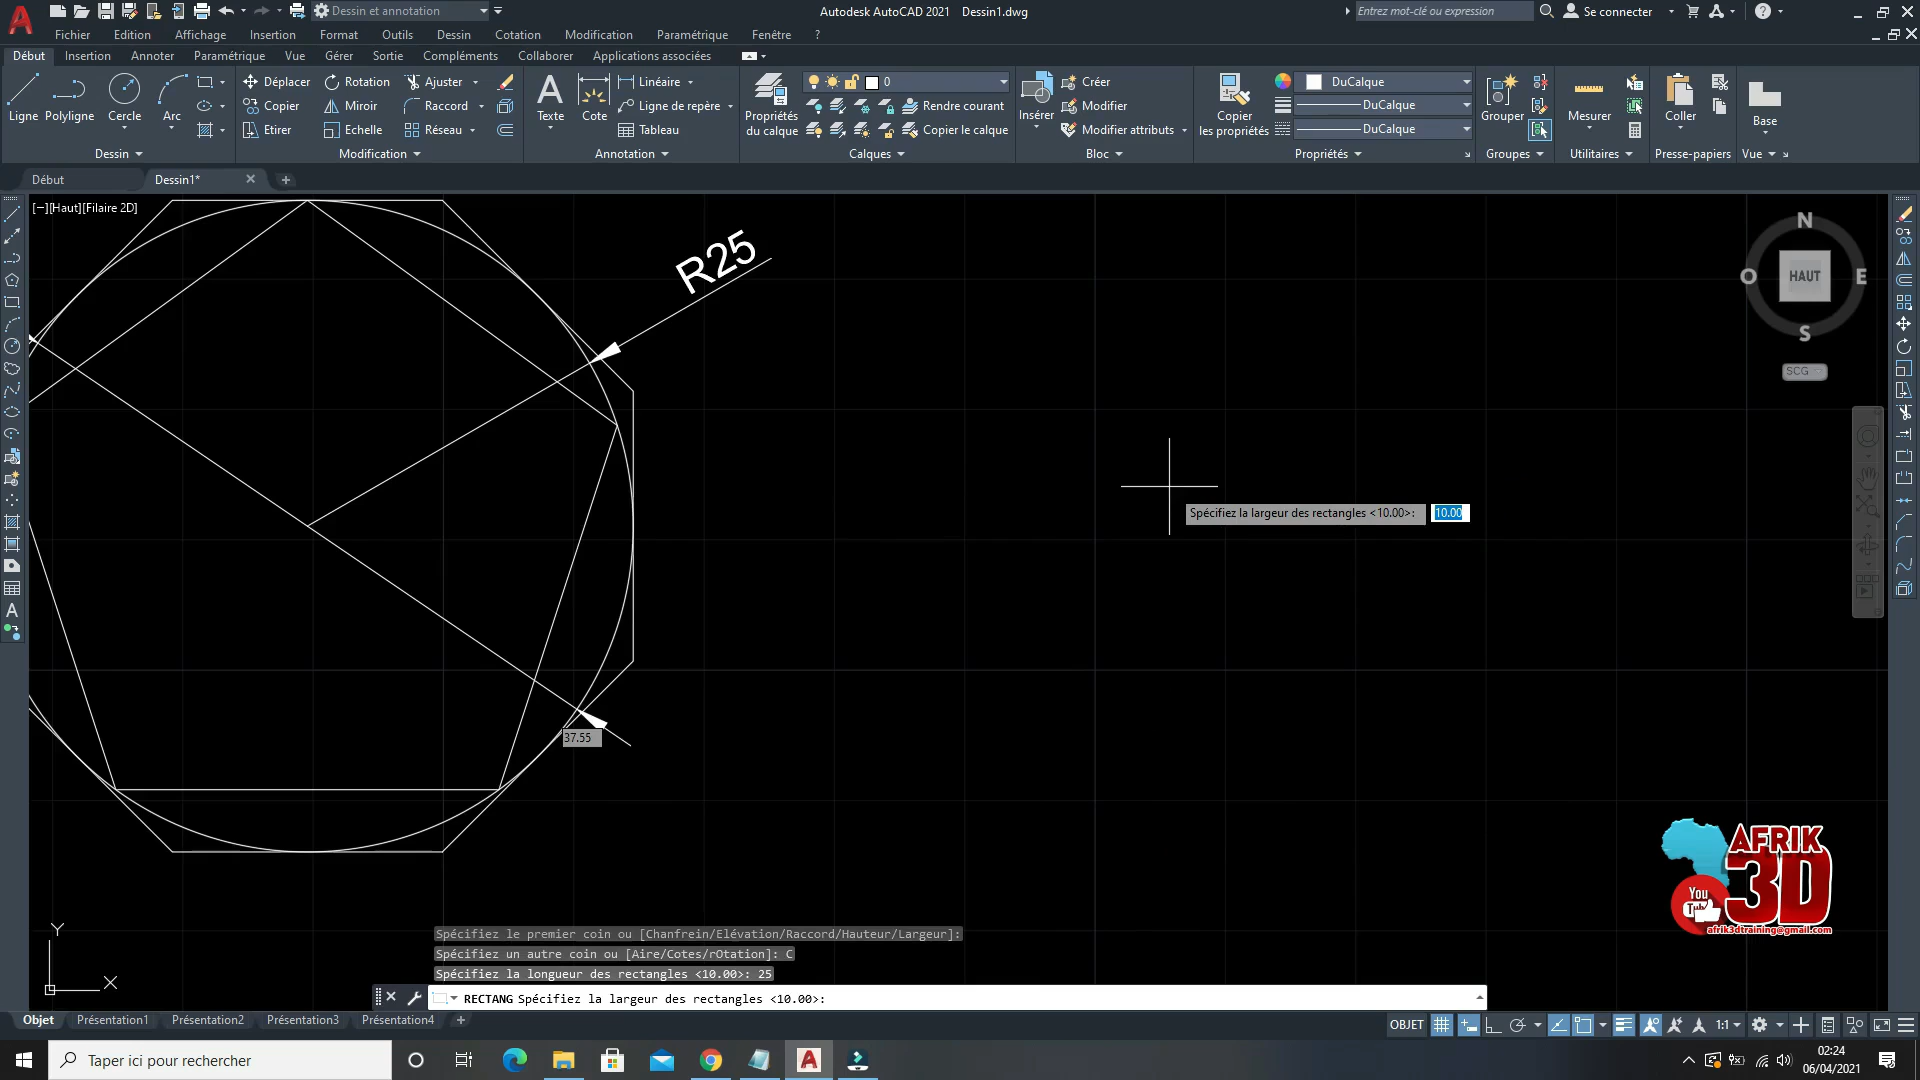 Dessin et annotation
Autodesk AutoCAD 2021 Dessin1.dwg
Entrez mot-clé ou expression
Se connecter
Fichier Edition Affichage Insertion Format Outils Dessin Cotation Modification Paramétrique Fenêtre ?
Début Insertion Annoter Paramétrique Vue Gérer Sortie Compléments Collaborer Applications associées
Ligne Polyligne Cercle Arc
Dessin
Déplacer Rotation Ajuster
Copier Miroir Raccord
Etirer Echelle Réseau
Modification
Texte Cote
Linéaire
Ligne de repère
Tableau
Annotation
Propriétés
du calque
0
Rendre courant
Copier le calque
Calques
Insérer
Créer
Modifier
Modifier attributs
Bloc
Copier
les propriétés
DuCalque
DuCalque
DuCalque
Propriétés
Grouper
Groupes
Mesurer
Utilitaires
Coller
Presse-papiers
Base
Vue
Début Dessin1*
[−][Haut][Filaire 2D]
R25
N
O HAUT E
S
SCG
Spécifiez la largeur des rectangles <10.00>: 10.00
37.55
AFRIK
3D
You
Tub
afrik3dtraining@gmail.com
Y
X
Spécifiez le premier coin ou [Chanfrein/Elévation/Raccord/Hauteur/Largeur]:
Spécifiez un autre coin ou [Aire/Cotes/rOtation]: C
Spécifiez la longueur des rectangles <10.00>: 25
RECTANG Spécifiez la largeur des rectangles <10.00>:
Objet Présentation1 Présentation2 Présentation3 Présentation4
OBJET 1:1
Taper ici pour rechercher
02:24
06/04/2021